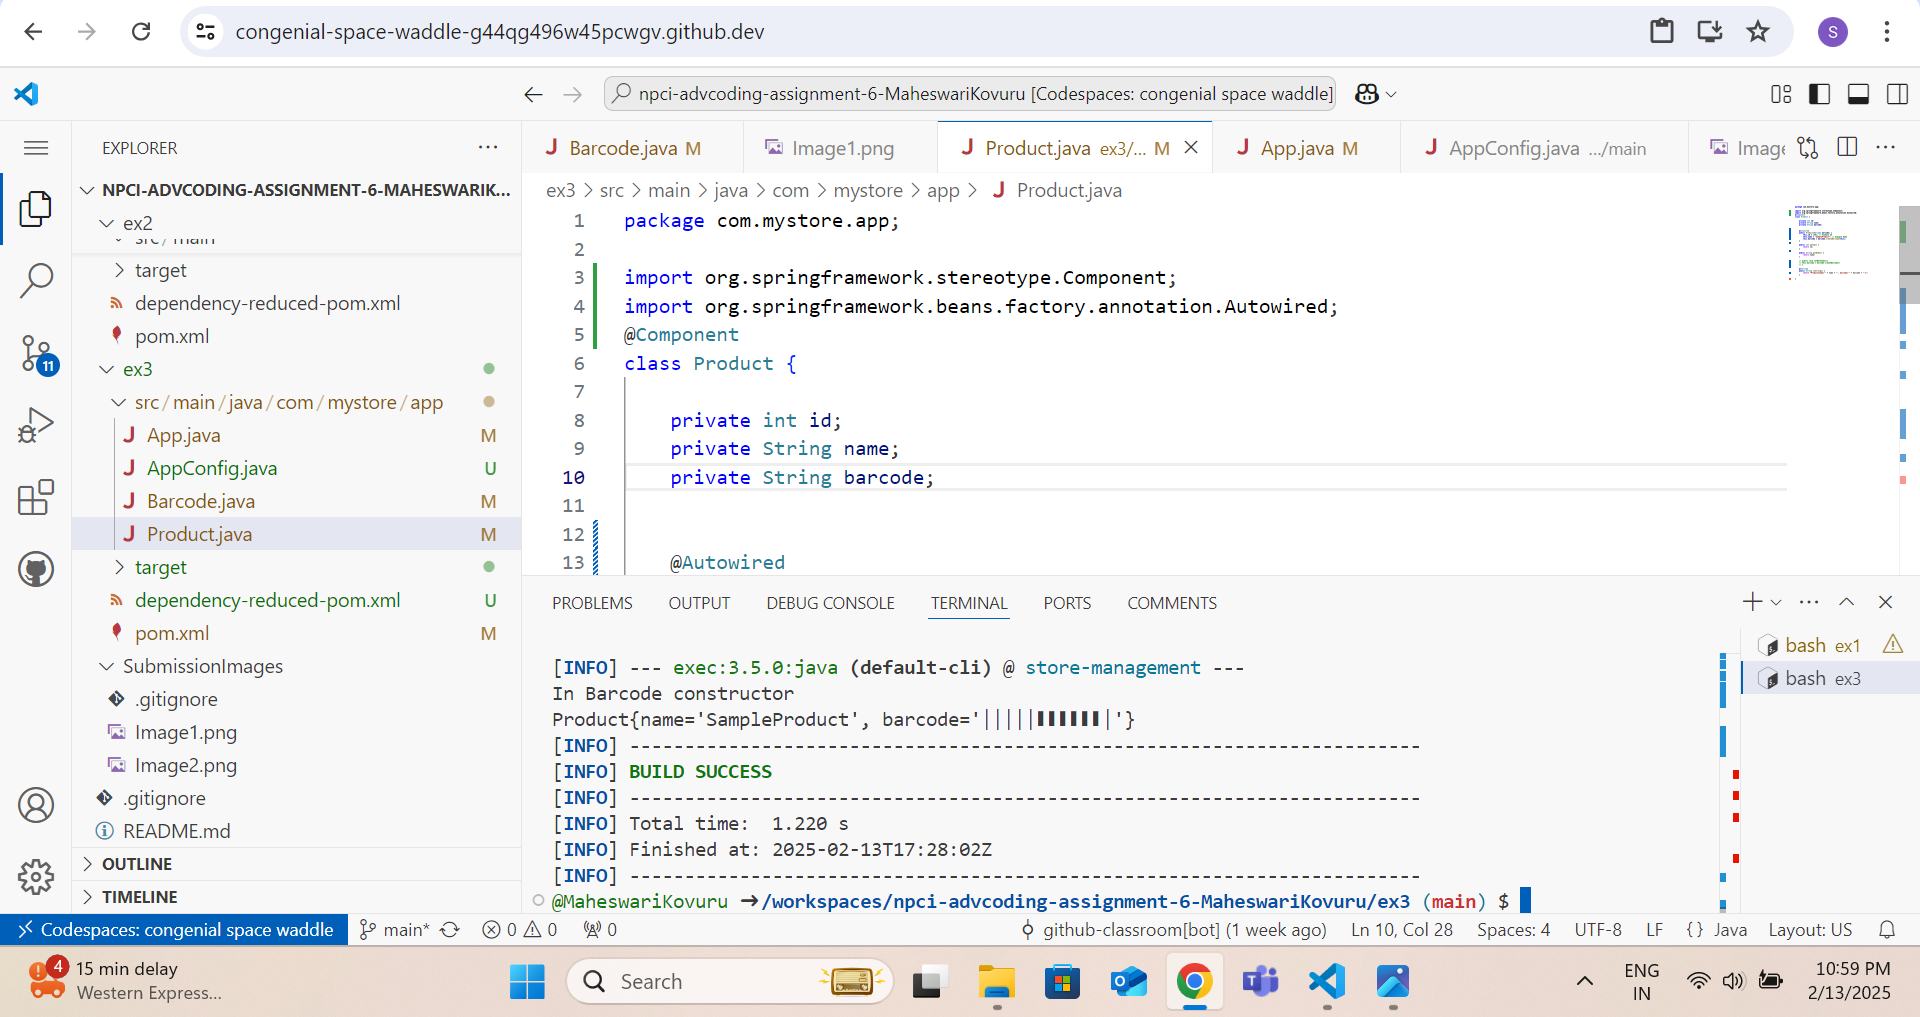 congenial-space-waddle-g44qg496w45pcwgv.github.dev
S
npci-advcoding-assignment-6-MaheswariKovuru [Codespaces: congenial space waddle]
EXPLORER
NPCI-ADVCODING-ASSIGNMENT-6-MAHESWARIK...
ex2
src / main
target
dependency-reduced-pom.xml
pom.xml
ex3
src / main / java / com / mystore / app
App.java M
AppConfig.java U
Barcode.java M
Product.java M
target
dependency-reduced-pom.xml U
pom.xml M
SubmissionImages
.gitignore
Image1.png
Image2.png
.gitignore
README.md
OUTLINE
TIMELINE
11
Barcode.java M
Image1.png
Product.java ex3/... M
App.java M
AppConfig.java .../main
Image
ex3 > src > main > java > com > mystore > app > Product.java
1 package com.mystore.app;
2
3 import org.springframework.stereotype.Component;
4 import org.springframework.beans.factory.annotation.Autowired;
5 @Component
6 class Product {
7
8 private int id;
9 private String name;
10 private String barcode;
11
12
13 @Autowired
PROBLEMS OUTPUT DEBUG CONSOLE TERMINAL PORTS COMMENTS
[INFO] --- exec:3.5.0:java (default-cli) @ store-management ---
In Barcode constructor
Product{name='SampleProduct', barcode='│││││▌▌▌▌▌▌│'}
[INFO] ------------------------------------------------------------------------
[INFO] BUILD SUCCESS
[INFO] ------------------------------------------------------------------------
[INFO] Total time:  1.220 s
[INFO] Finished at: 2025-02-13T17:28:02Z
[INFO] ------------------------------------------------------------------------
@MaheswariKovuru ➜ /workspaces/npci-advcoding-assignment-6-MaheswariKovuru/ex3 (main) $
bash ex1
bash ex3
Codespaces: congenial space waddle
main*
0 0
0
github-classroom[bot] (1 week ago)
Ln 10, Col 28
Spaces: 4
UTF-8
LF
{} Java
Layout: US
4
15 min delay
Western Express...
Search
ENG
IN
10:59 PM
2/13/2025